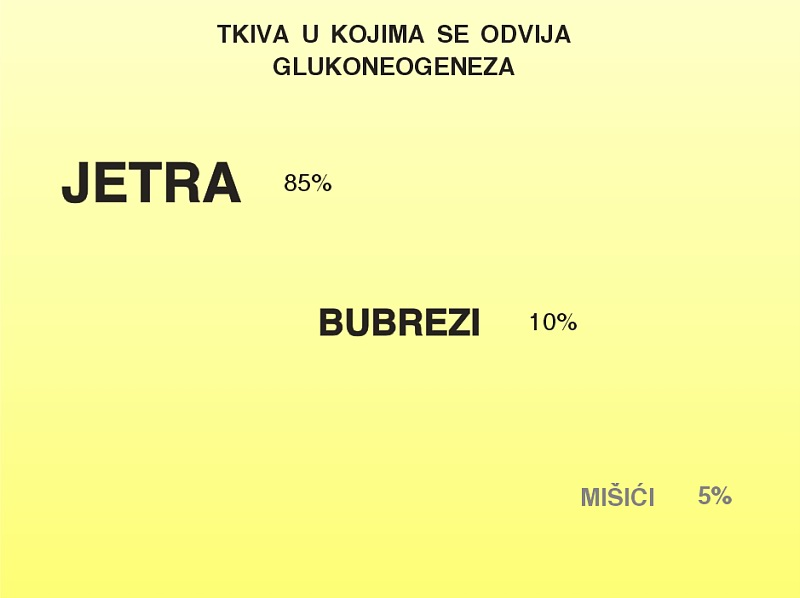 TKIVA U KOJIMA SE ODVIJA
GLUKONEOGENEZA
JETRA 85%
BUBREZI 10%
MIŠIĆI 5%